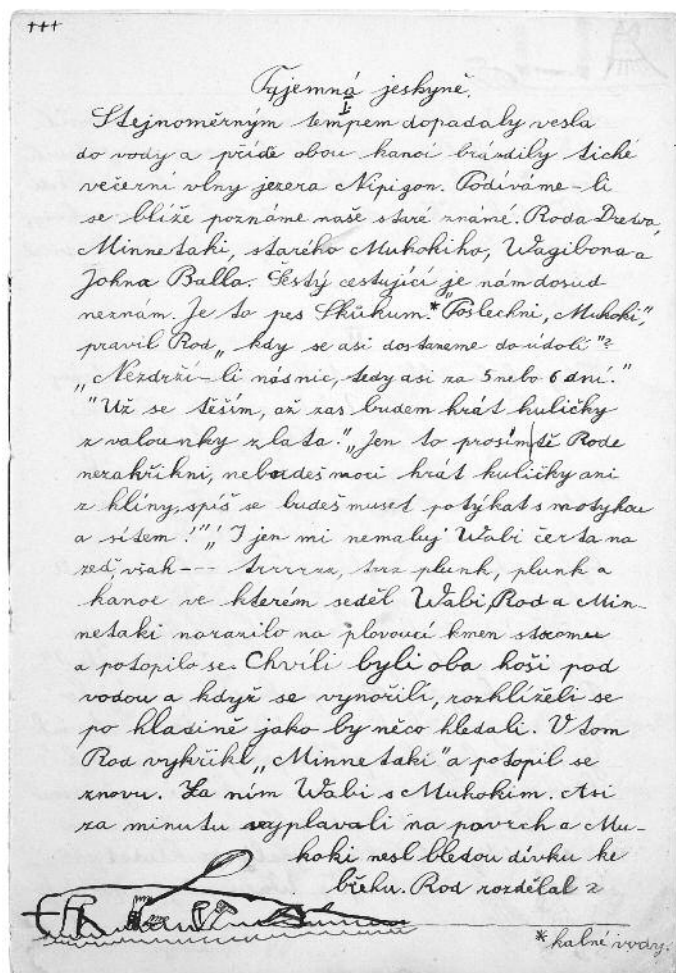 +++
Tajemná jeskyně.
I.
Stejnoměrným tempem dopadaly vesla
do vody a přídě obou kanoí brázdily tiché
večerní vlny jezera Nipigon. Podíváme-li
se blíže poznáme naše staré známé. Roda Drewa,
Minnetaki, starého Mukokiho, Wagibona a
Johna Balla. Šestý cestující je nám dosud
neznám. Je to pes Skůkum.* "Poslechni, Mukoki",
pravil Rod „kdy se asi dostaneme do údolí"?
„Nezdrží-li nás nic, tedy asi za 5 nebo 6 dní."
"Už se těším, až zas budem hrát kuličky
z valounky zlata." „Jen to prosím tě Rode
nezakřikni, nebudeš moci hrát kuličky ani
z hlíny, spíš se budeš muset potýkat s motykou
a sítem!" „I jen mi nemaluj Wabi čerta na
zeď, však --- trrrrzz, trzz plunk, plunk a
kanoe ve kterém seděl Wabi, Rod a Min-
netaki narazilo na plovoucí kmen stromu
a potopilo se. Chvíli byli oba hoši pod
vodou a když se vynořili, rozhlíželi se
po hladině jako by něco hledali. V tom
Rod vykřikl „Minnetaki" a potopil se
znovu. Za ním Wabi s Mukokim. Asi
za minutu vyplavali na povrch a Mu-
koki nesl bledou dívku ke
břehu. Rod rozdělal z
* kalné vody.